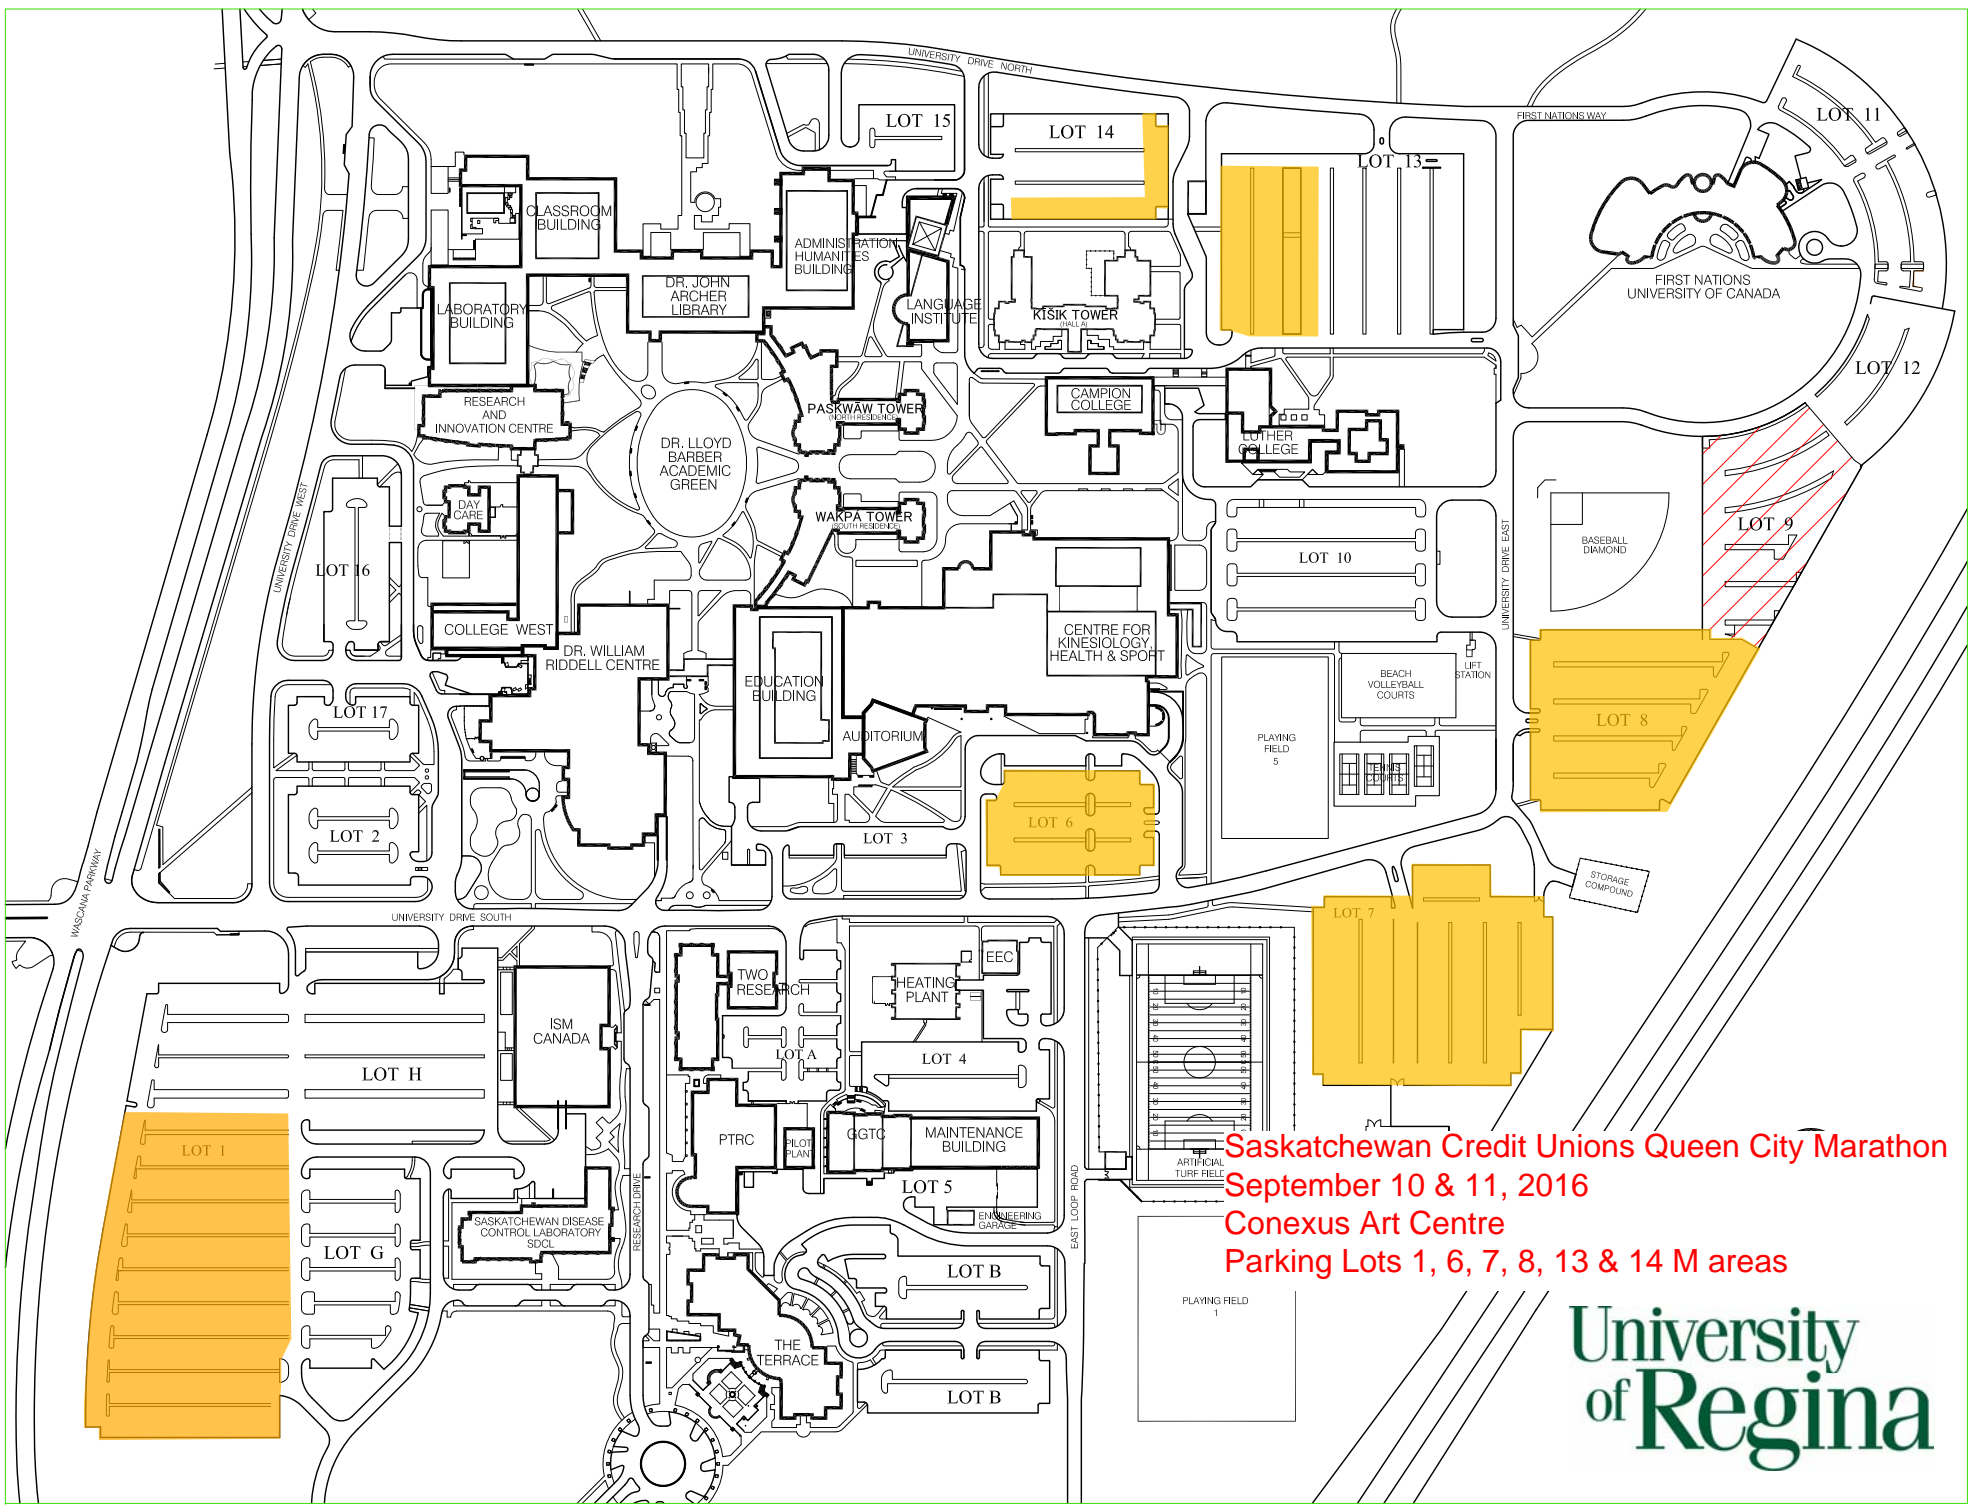 UNIVERSITY DRIVE NORTH
FIRST NATIONS WAY
LOT 11
LOT 15
LOT 14
LOT 13
CLASSROOM
BUILDING
ADMINISTRATION
HUMANITIES
BUILDING
DR. JOHN
ARCHER
LIBRARY
LABORATORY
BUILDING
LANGUAGE
INSTITUTE
KĪSIK TOWER
(HALL A)
FIRST NATIONS
UNIVERSITY OF CANADA
LOT 12
RESEARCH
AND
INNOVATION CENTRE
PASKWĀW TOWER
(NORTH RESIDENCE)
CAMPION
COLLEGE
LUTHER
COLLEGE
DR. LLOYD
BARBER
ACADEMIC
GREEN
DAY
CARE
WAKPĀ TOWER
(SOUTH RESIDENCE)
UNIVERSITY DRIVE WEST
LOT 16
LOT 10
UNIVERSITY DRIVE EAST
BASEBALL
DIAMOND
LOT 9
COLLEGE WEST
DR. WILLIAM
RIDDELL CENTRE
CENTRE FOR
KINESIOLOGY,
HEALTH & SPORT
EDUCATION
BUILDING
AUDITORIUM
BEACH
VOLLEYBALL
COURTS
LIFT
STATION
LOT 17
PLAYING
FIELD
5
TENNIS
COURTS
LOT 8
LOT 2
LOT 3
LOT 6
WASCANA PARKWAY
UNIVERSITY DRIVE SOUTH
STORAGE
COMPOUND
LOT 7
TWO
RESEARCH
HEATING
PLANT
EEC
ISM
CANADA
LOT A
LOT 4
LOT H
LOT 1
PTRC
PILOT
PLANT
GGTC
MAINTENANCE
BUILDING
ARTIFICIAL
TURF FIELD
Saskatchewan Credit Unions Queen City Marathon
September 10 & 11, 2016
Conexus Art Centre
Parking Lots 1, 6, 7, 8, 13 & 14 M areas
LOT 5
ENGINEERING
GARAGE
EAST LOOP ROAD
RESEARCH DRIVE
SASKATCHEWAN DISEASE
CONTROL LABORATORY
SDCL
LOT G
LOT B
PLAYING FIELD
1
THE
TERRACE
LOT B
University
of Regina